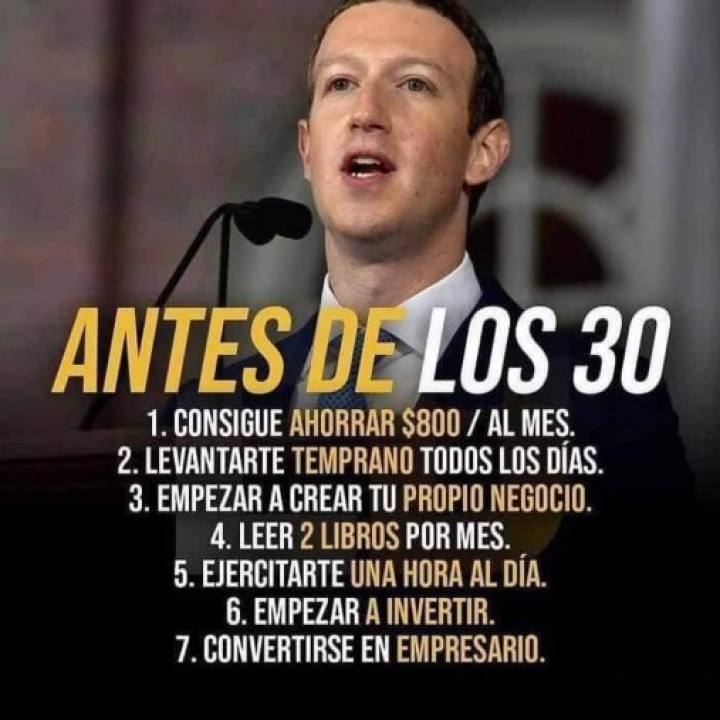 ANTES DE LOS 30
1. CONSIGUE AHORRAR $800 / AL MES.
2. LEVANTARTE TEMPRANO TODOS LOS DÍAS.
3. EMPEZAR A CREAR TU PROPIO NEGOCIO.
4. LEER 2 LIBROS POR MES.
5. EJERCITARTE UNA HORA AL DÍA.
6. EMPEZAR A INVERTIR.
7. CONVERTIRSE EN EMPRESARIO.